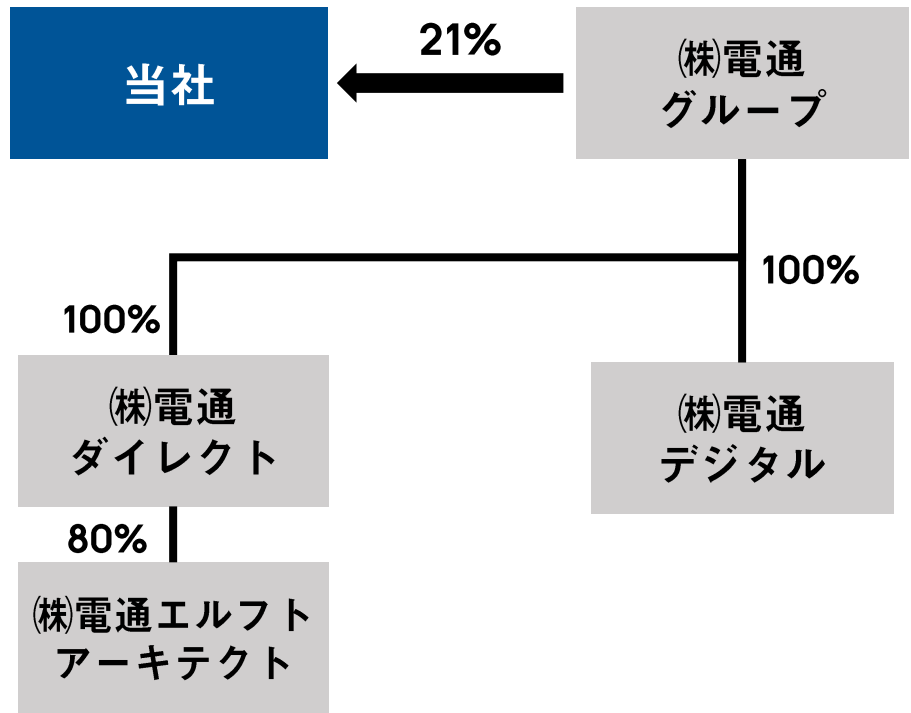 当社
21%
㈱電通
グループ
100%
100%
㈱電通
ダイレクト
㈱電通
デジタル
80%
㈱電通エルフト
アーキテクト